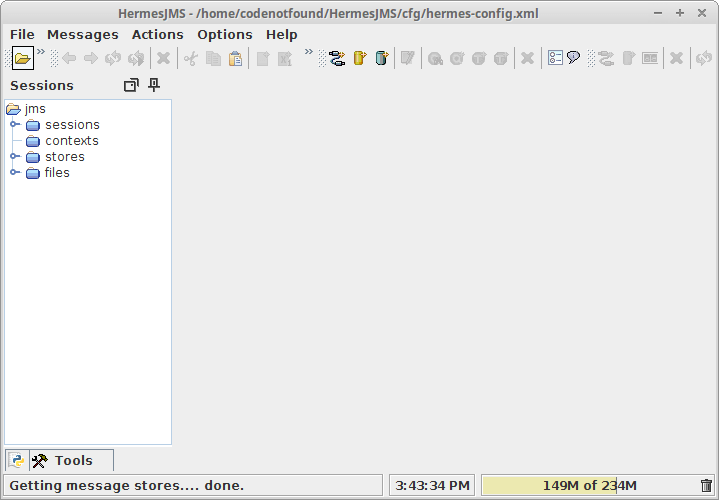 HermesJMS - /home/codenotfound/HermesJMS/cfg/hermes-config.xml
File Messages Actions Options Help
Sessions
jms
sessions
contexts
stores
files
Tools
Getting message stores.... done.
3:43:34 PM
149M of 234M